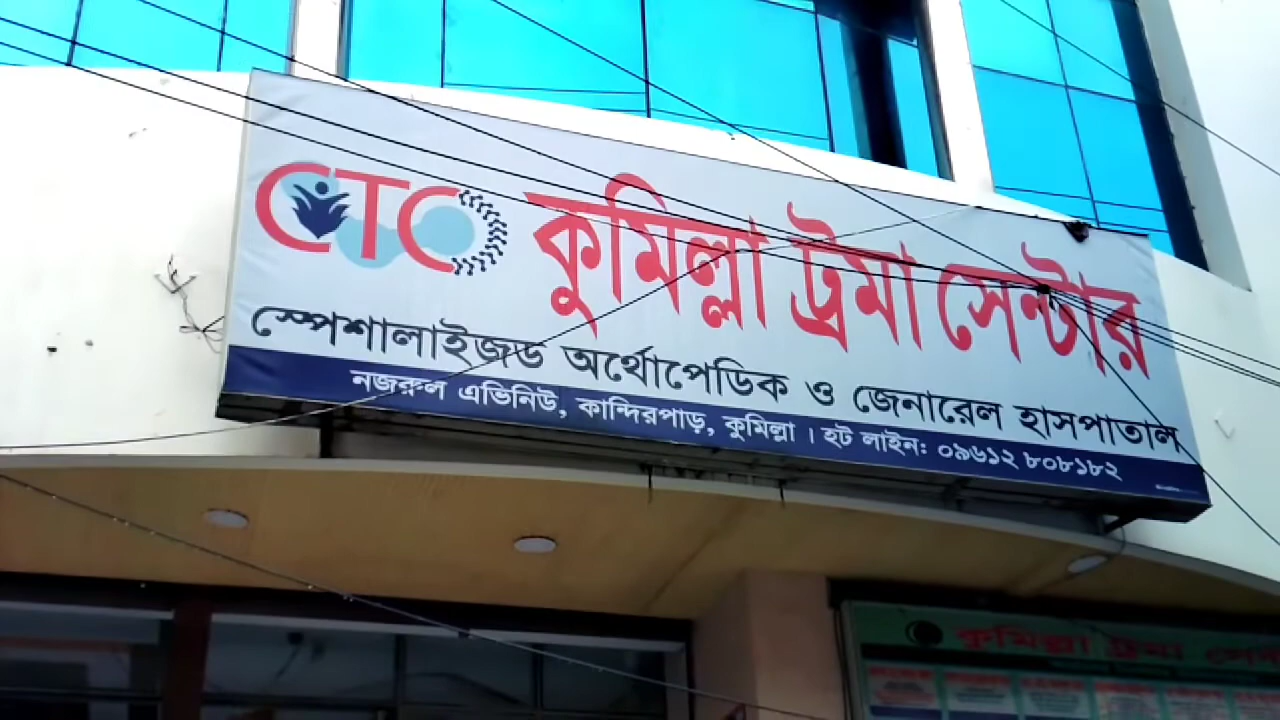 CTC কুমিল্লা ট্রমা সেন্টার
স্পেশালাইজড অর্থোপেডিক ও জেনারেল হাসপাতাল
নজরুল এভিনিউ, কান্দিরপাড়, কুমিল্লা । হট লাইন: ০৯৬১২ ৮০৮১৮২
কুমিল্লা ট্রমা